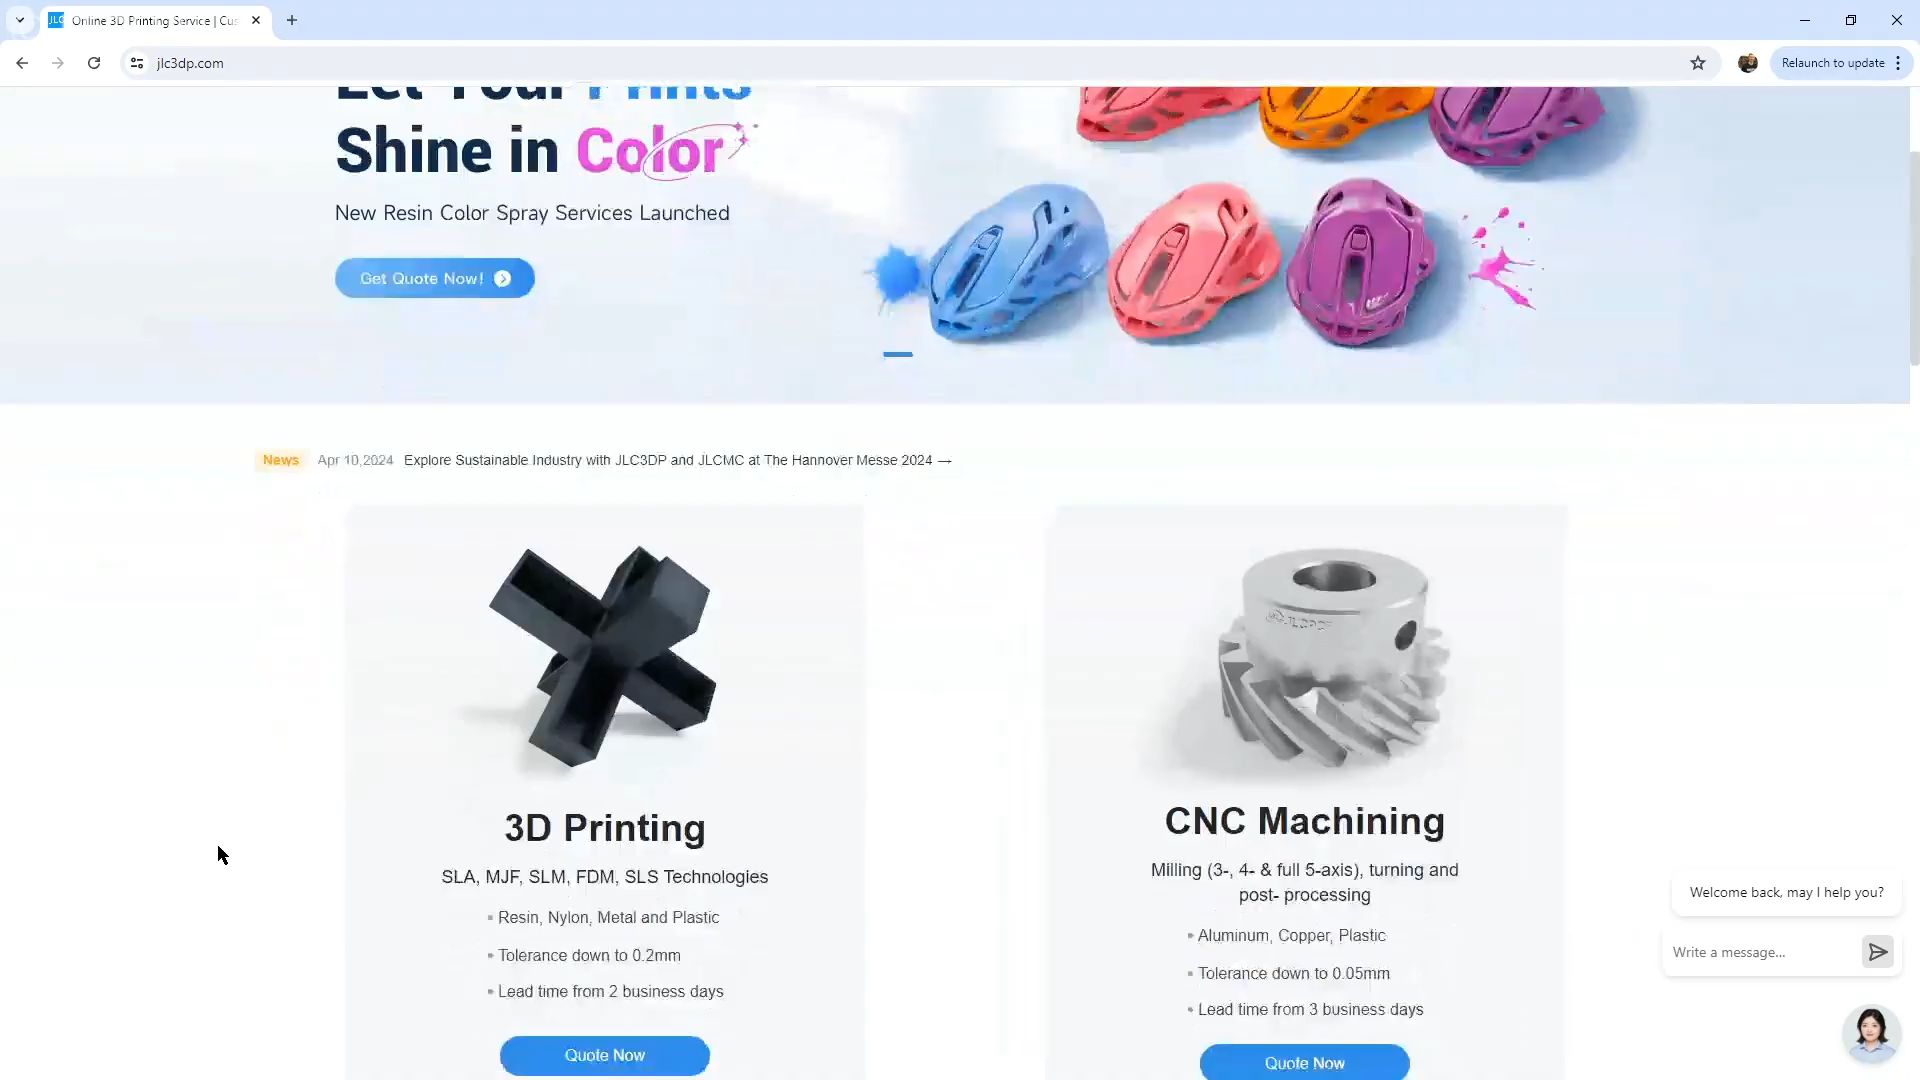 JLC
Online 3D Printing Service | Cus
jlc3dp.com
Relaunch to update
Let Your Prints
Shine in Color
New Resin Color Spray Services Launched
Get Quote Now!
News Apr 10,2024 Explore Sustainable Industry with JLC3DP and JLCMC at The Hannover Messe 2024 →
3D Printing
SLA, MJF, SLM, FDM, SLS Technologies
Resin, Nylon, Metal and Plastic
Tolerance down to 0.2mm
Lead time from 2 business days
Quote Now
CNC Machining
Milling (3-, 4- & full 5-axis), turning and
post- processing
Aluminum, Copper, Plastic
Tolerance down to 0.05mm
Lead time from 3 business days
Quote Now
Welcome back, may I help you?
Write a message...